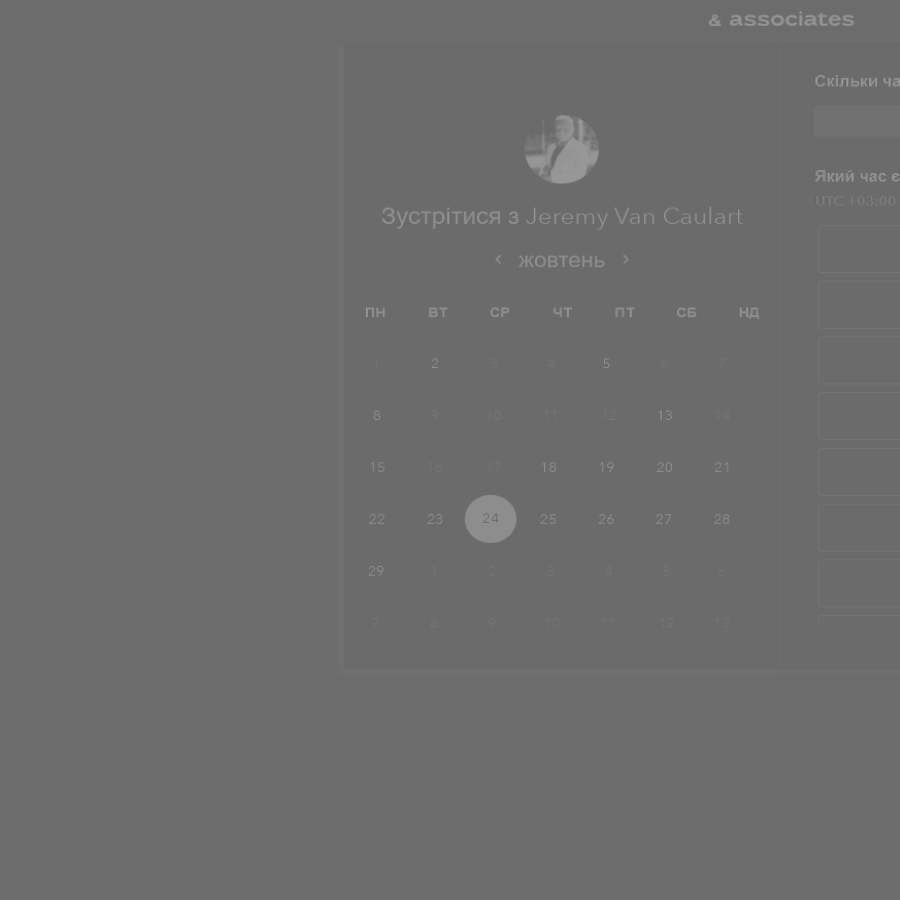 & associates
Зустрітися з Jeremy Van Caulart
жовтень
ПН ВТ СР ЧТ ПТ СБ НД
1 2 3 4 5 6 7
8 9 10 11 12 13 14
15 16 17 18 19 20 21
22 23 24 25 26 27 28
29 1 2 3 4 5 6
7 8 9 10 11 12 13
Скільки ча
Який час є
UTC +03:00